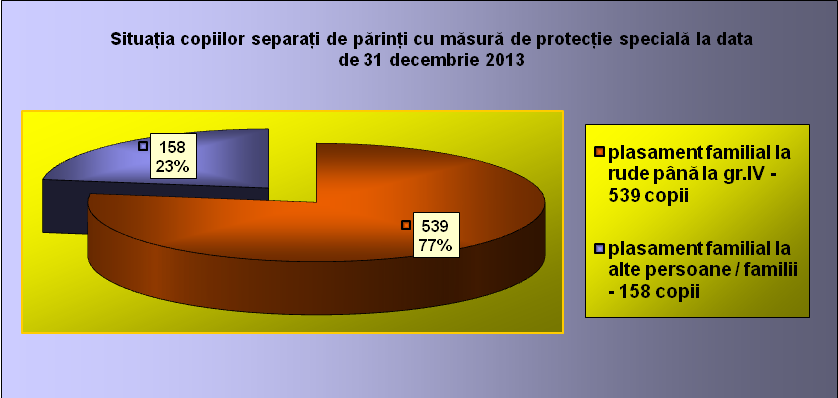 Situația copiilor separați de părinți cu măsură de protecție specială la data
de 31 decembrie 2013
158
23%
539
77%
plasament familial la
rude până la gr.IV -
539 copii
plasament familial la
alte persoane / familii
- 158 copii